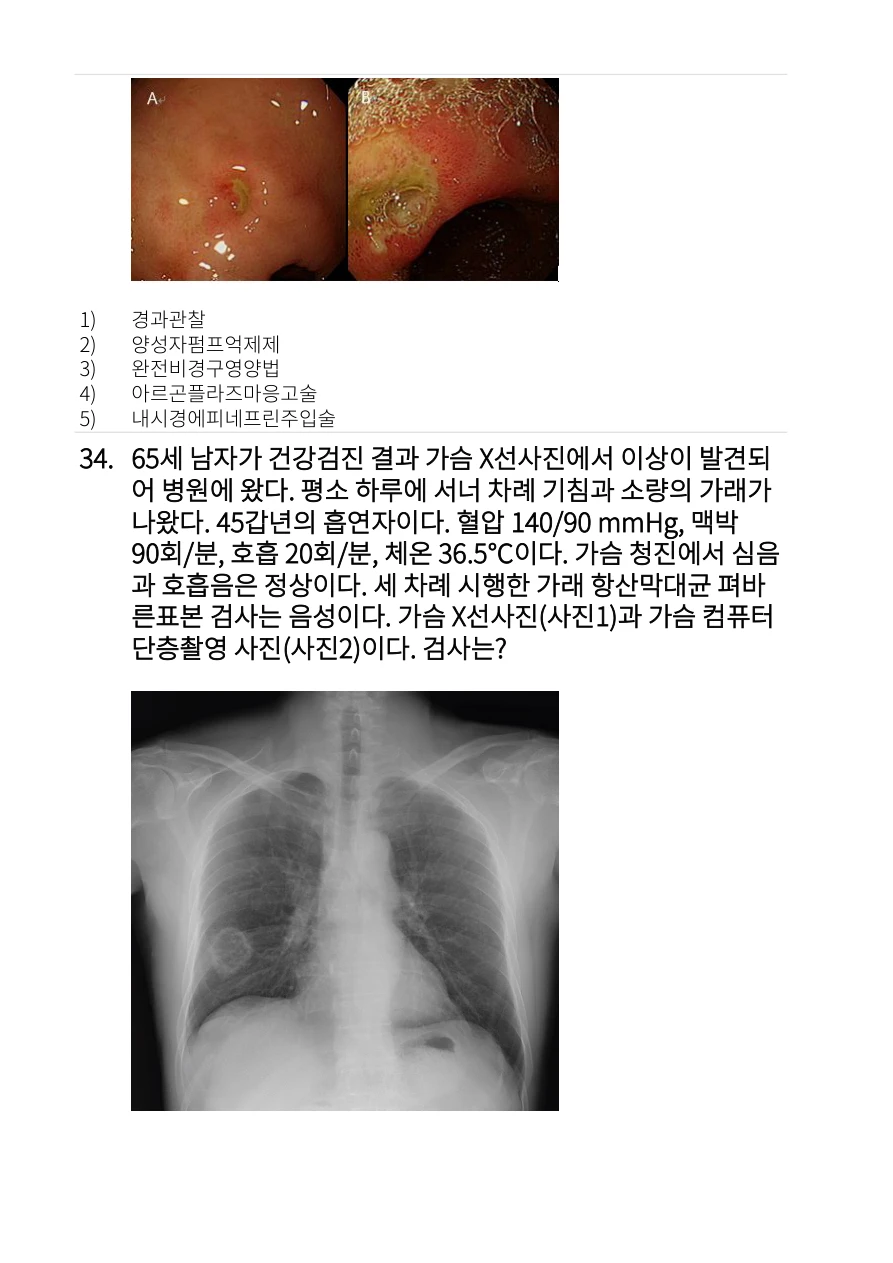 A
B
1) 경과관찰
2) 양성자펌프억제제
3) 완전비경구영양법
4) 아르곤플라즈마응고술
5) 내시경에피네프린주입술
34. 65세 남자가 건강검진 결과 가슴 X선사진에서 이상이 발견되
어 병원에 왔다. 평소 하루에 서너 차례 기침과 소량의 가래가
나왔다. 45갑년의 흡연자이다. 혈압 140/90 mmHg, 맥박
90회/분, 호흡 20회/분, 체온 36.5℃이다. 가슴 청진에서 심음
과 호흡음은 정상이다. 세 차례 시행한 가래 항산막대균 펴바
른표본 검사는 음성이다. 가슴 X선사진(사진1)과 가슴 컴퓨터
단층촬영 사진(사진2)이다. 검사는?